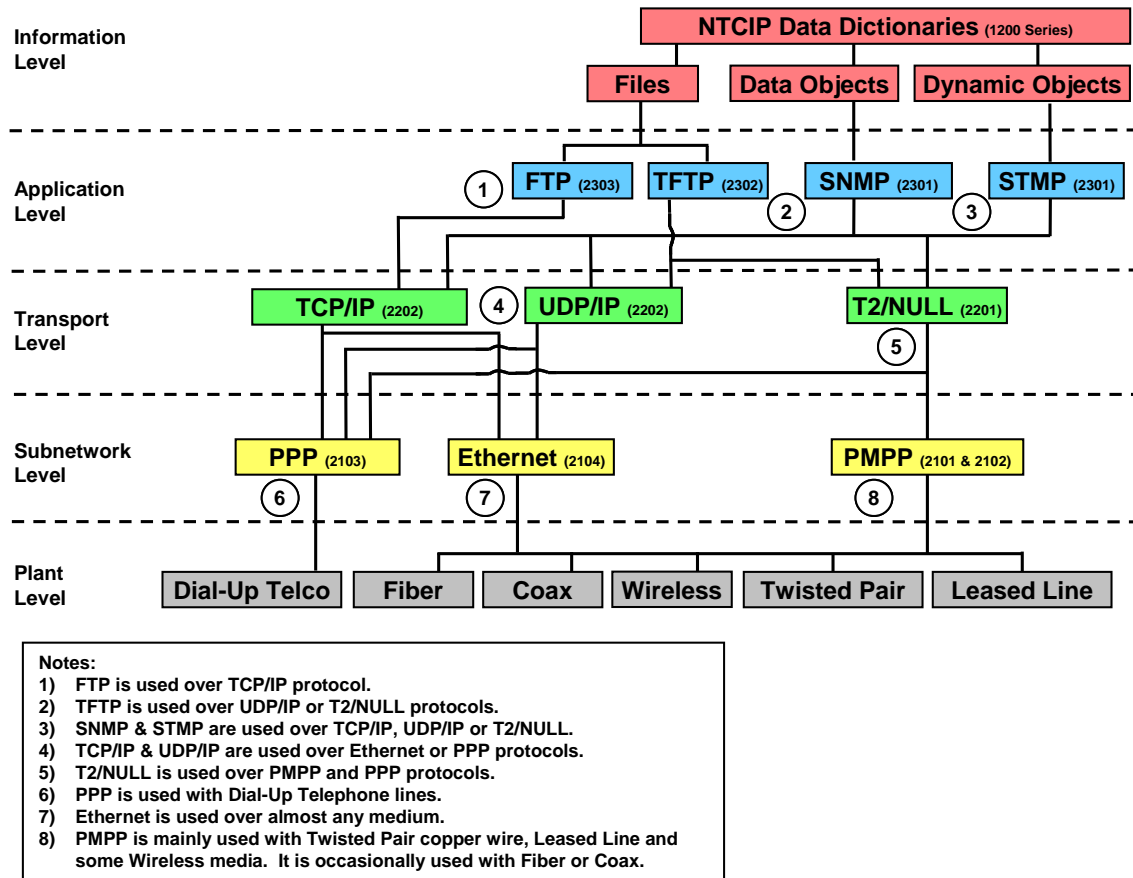 Information
Level
NTCIP Data Dictionaries (1200 Series)
Files
Data Objects
Dynamic Objects
Application
Level
1
FTP (2303)
TFTP (2302)
2
SNMP (2301)
3
STMP (2301)
Transport
Level
TCP/IP (2202)
4
UDP/IP (2202)
T2/NULL (2201)
5
Subnetwork
Level
PPP (2103)
Ethernet (2104)
PMPP (2101 & 2102)
6
7
8
Plant
Level
Dial-Up Telco
Fiber
Coax
Wireless
Twisted Pair
Leased Line
Notes:
1) FTP is used over TCP/IP protocol.
2) TFTP is used over UDP/IP or T2/NULL protocols.
3) SNMP & STMP are used over TCP/IP, UDP/IP or T2/NULL.
4) TCP/IP & UDP/IP are used over Ethernet or PPP protocols.
5) T2/NULL is used over PMPP and PPP protocols.
6) PPP is used with Dial-Up Telephone lines.
7) Ethernet is used over almost any medium.
8) PMPP is mainly used with Twisted Pair copper wire, Leased Line and
some Wireless media. It is occasionally used with Fiber or Coax.